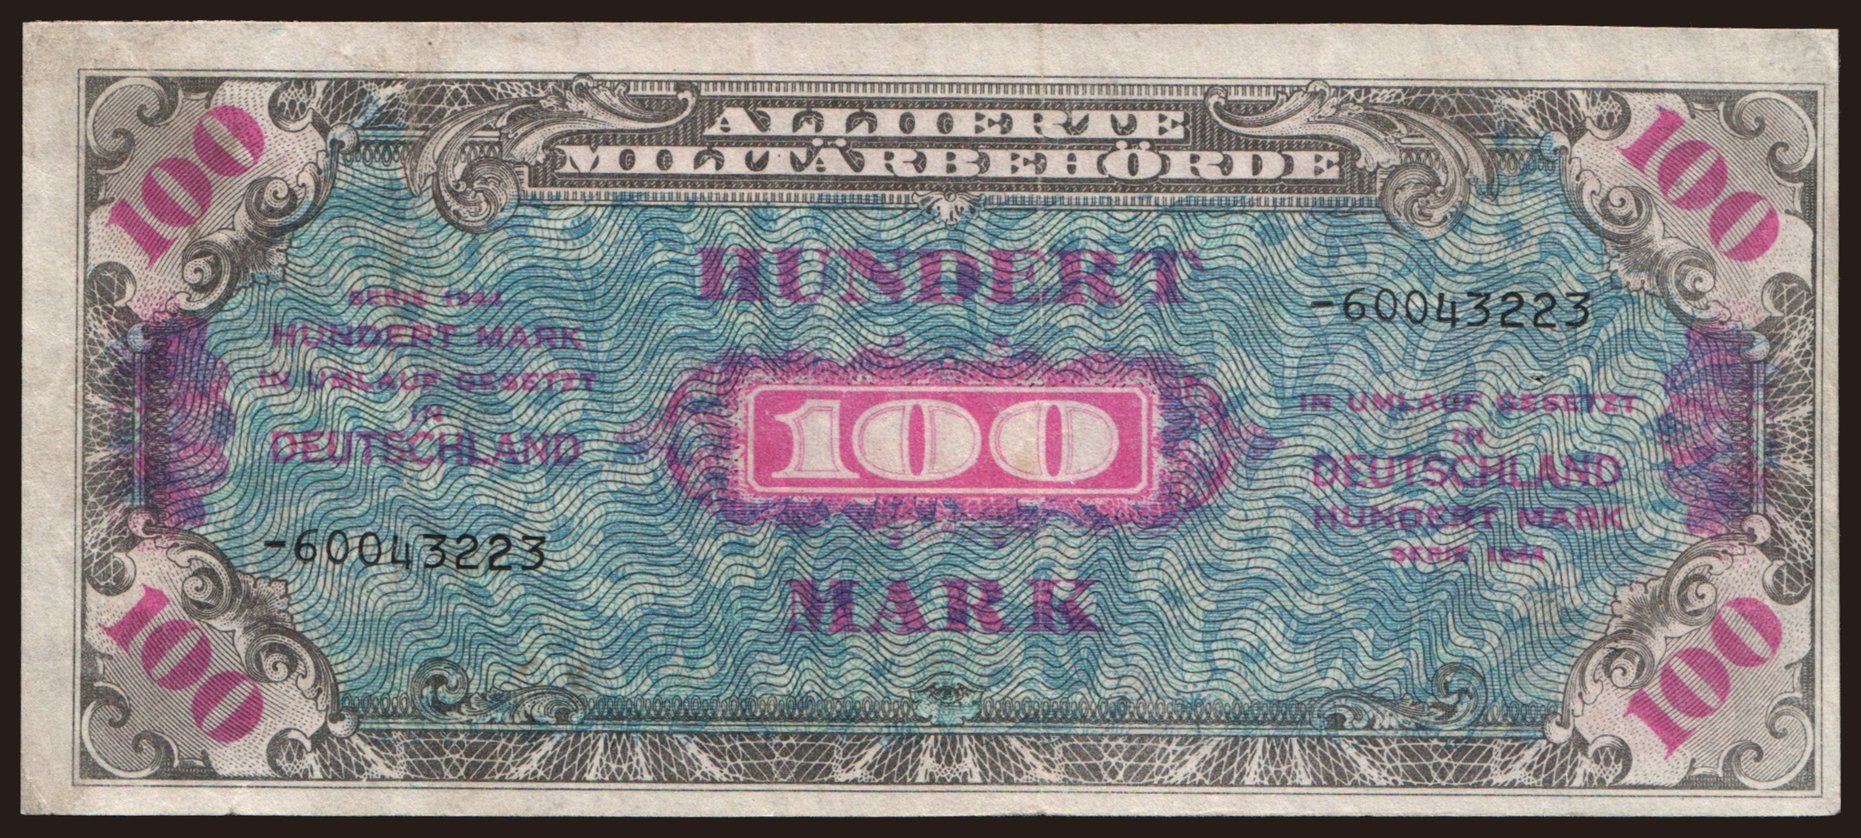 100
ALLIIERTE
MILITÄRBEHÖRDE
100
HUNDERT
SERIE 1944
HUNDERT MARK
IN UMLAUF GESETZT
IN
DEUTSCHLAND
-60043223
100
-60043223
IN UMLAUF GESETZT
IN
DEUTSCHLAND
HUNDERT MARK
SERIE 1944
MARK
100
100